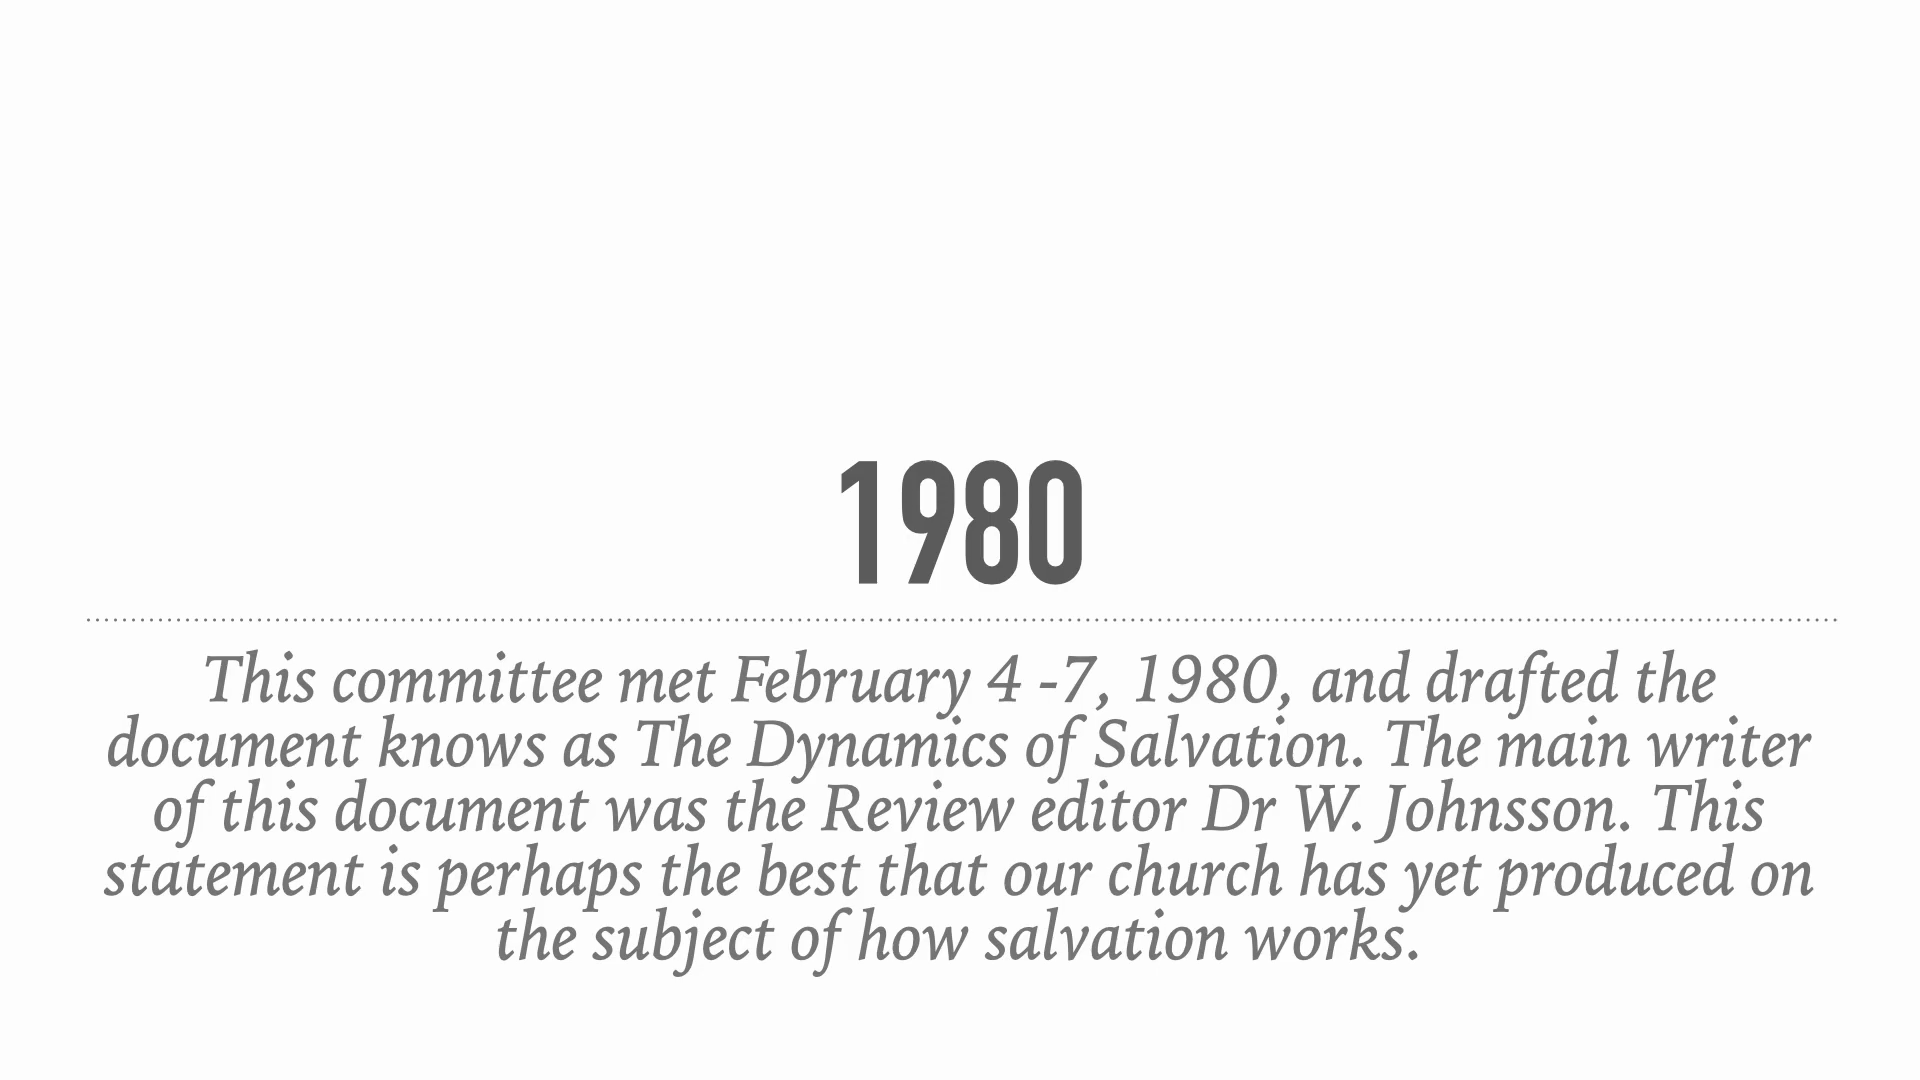 1980
This committee met February 4 -7, 1980, and drafted the
document knows as The Dynamics of Salvation. The main writer
of this document was the Review editor Dr W. Johnsson. This
statement is perhaps the best that our church has yet produced on
the subject of how salvation works.